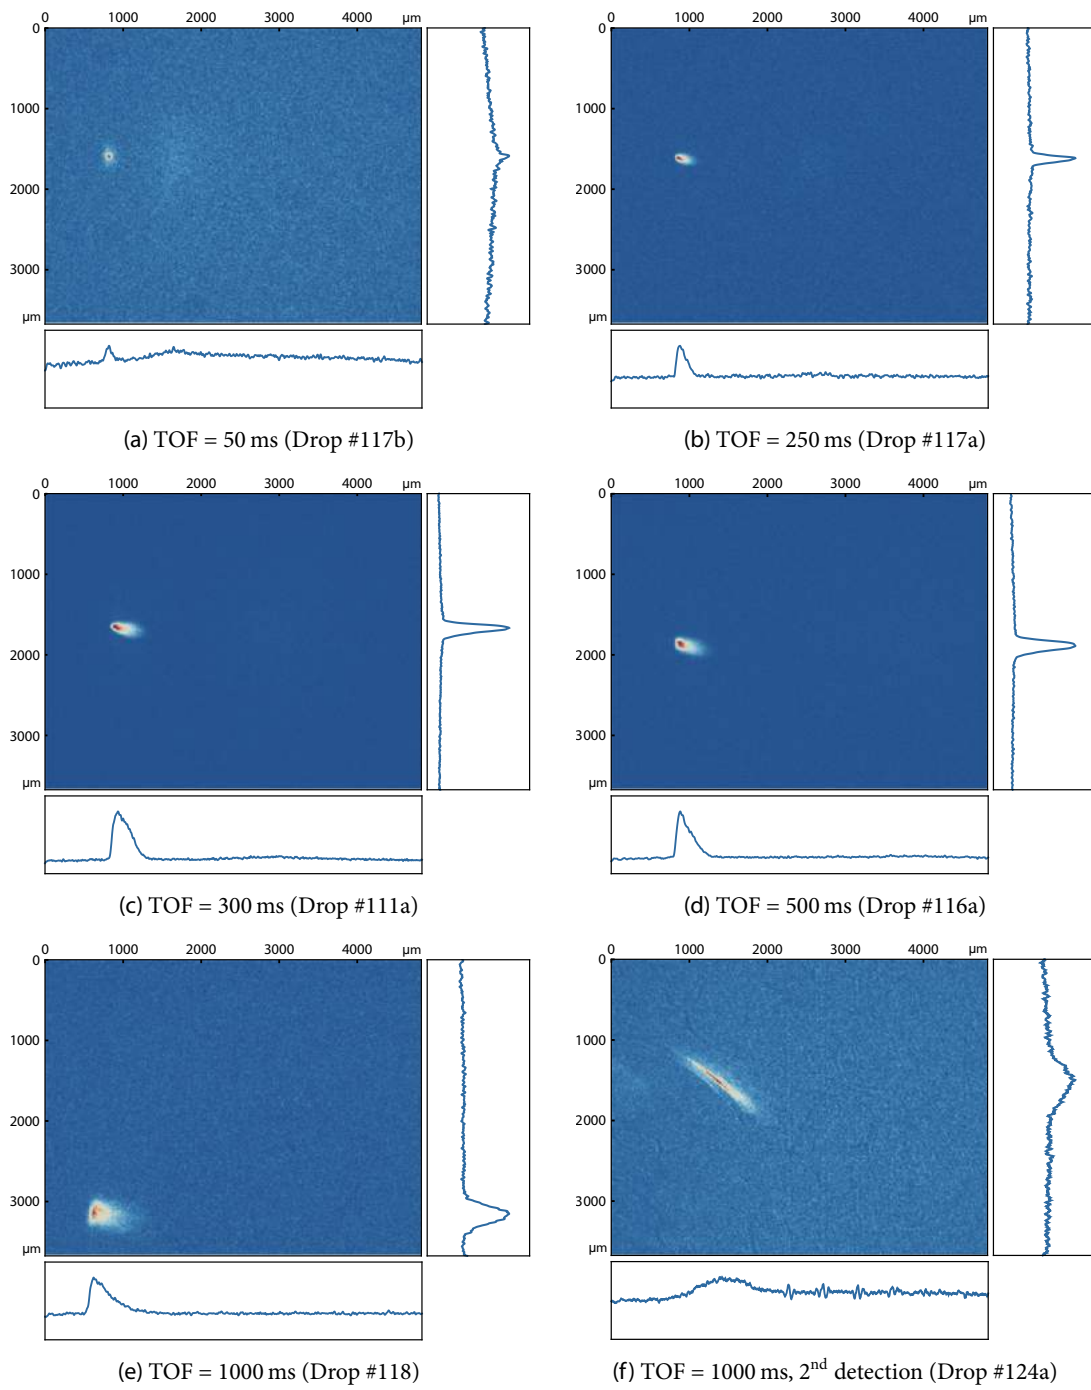 0 1000 2000 3000 4000 µm
0
1000
2000
3000
µm
(a) TOF = 50 ms (Drop #117b)
0 1000 2000 3000 4000 µm
0
1000
2000
3000
µm
(b) TOF = 250 ms (Drop #117a)
0 1000 2000 3000 4000 µm
0
1000
2000
3000
µm
(c) TOF = 300 ms (Drop #111a)
0 1000 2000 3000 4000 µm
0
1000
2000
3000
µm
(d) TOF = 500 ms (Drop #116a)
0 1000 2000 3000 4000 µm
0
1000
2000
3000
µm
(e) TOF = 1000 ms (Drop #118)
0 1000 2000 3000 4000 µm
0
1000
2000
3000
µm
(f) TOF = 1000 ms, 2nd detection (Drop #124a)